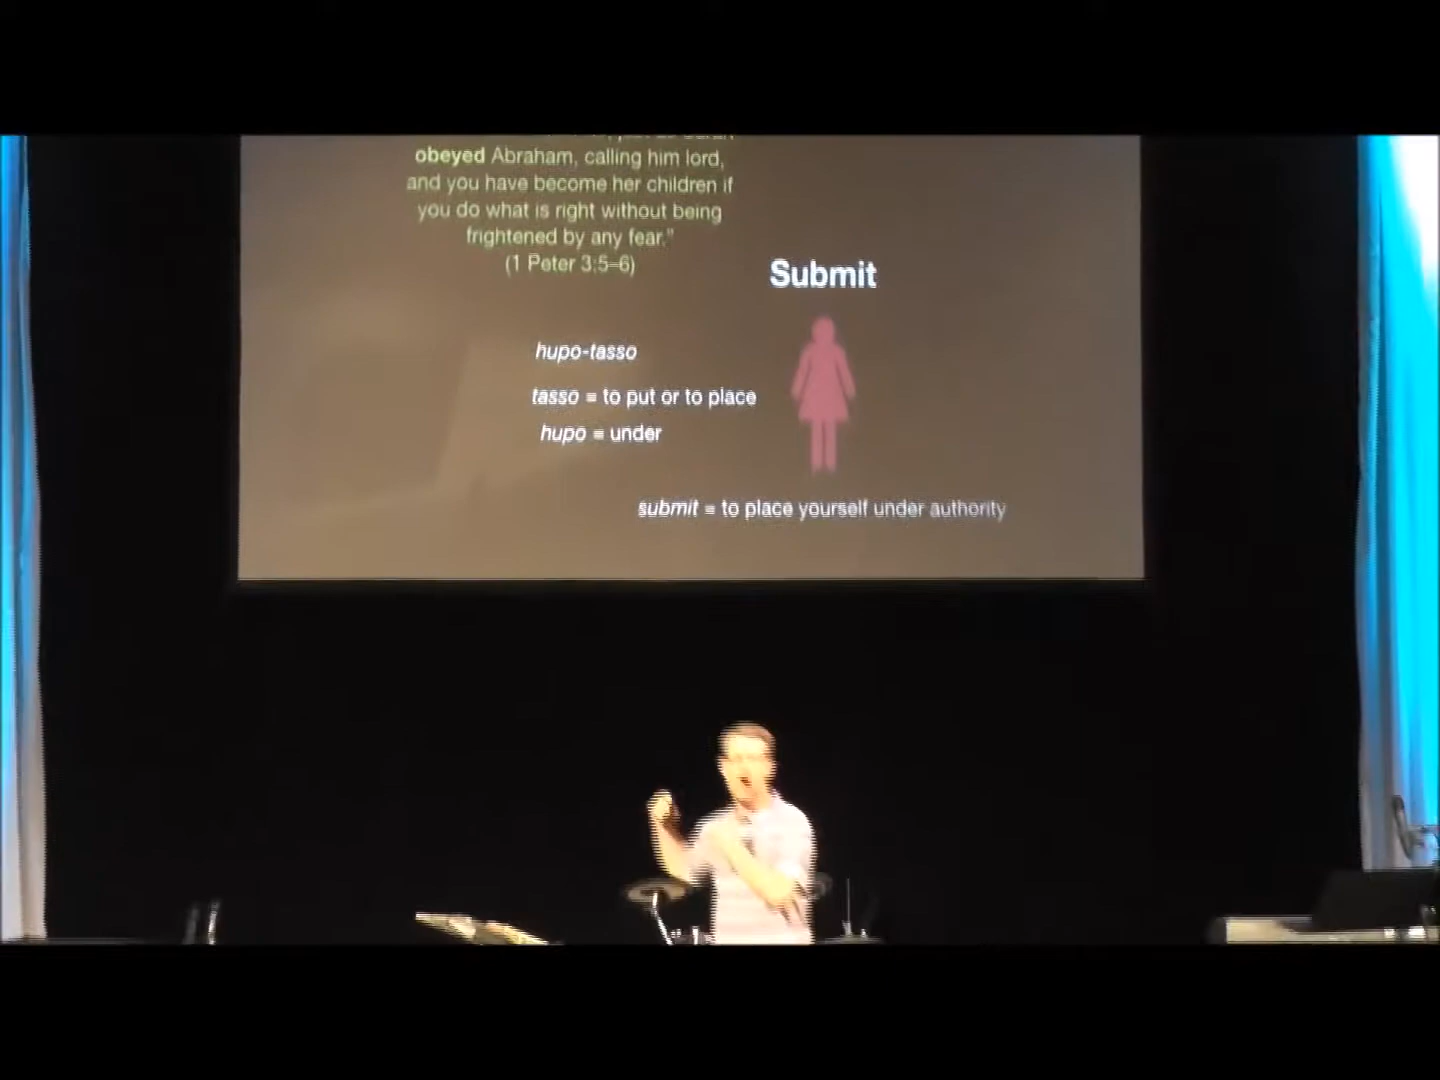 obeyed Abraham, calling him lord,
and you have become her children if
you do what is right without being
frightened by any fear."
(1 Peter 3:5–6)
Submit
hupo-tasso
tasso = to put or to place
hupo = under
submit = to place yourself under authority